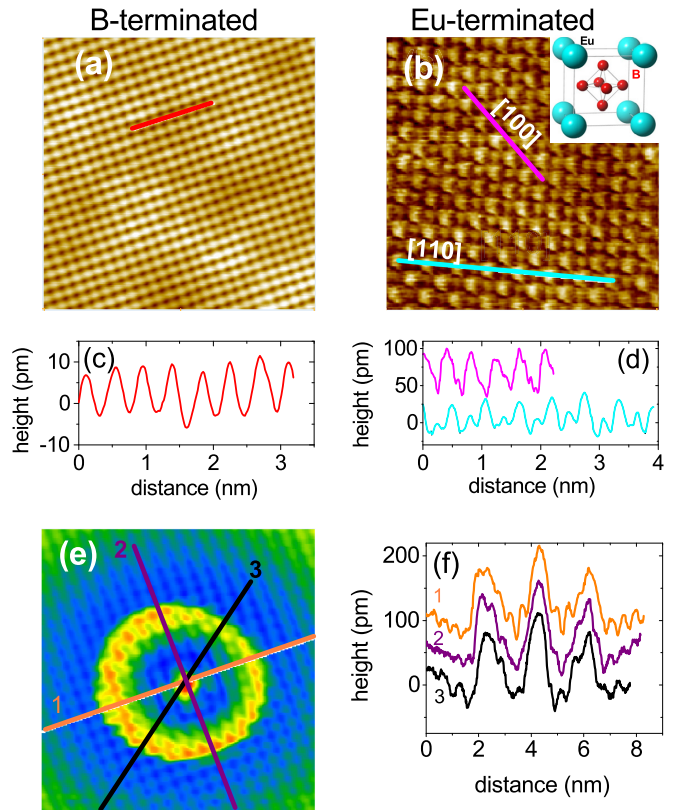 B-terminated
Eu-terminated
(a)
(b)
Eu
B
[100]
[110]
(c)
height (pm)
10
0
-10
0 1 2 3
distance (nm)
(d)
height (pm)
100
50
0
0 1 2 3 4
distance (nm)
(e)
1
2
3
(f)
height (pm)
200
100
0
1
2
3
0 2 4 6 8
distance (nm)